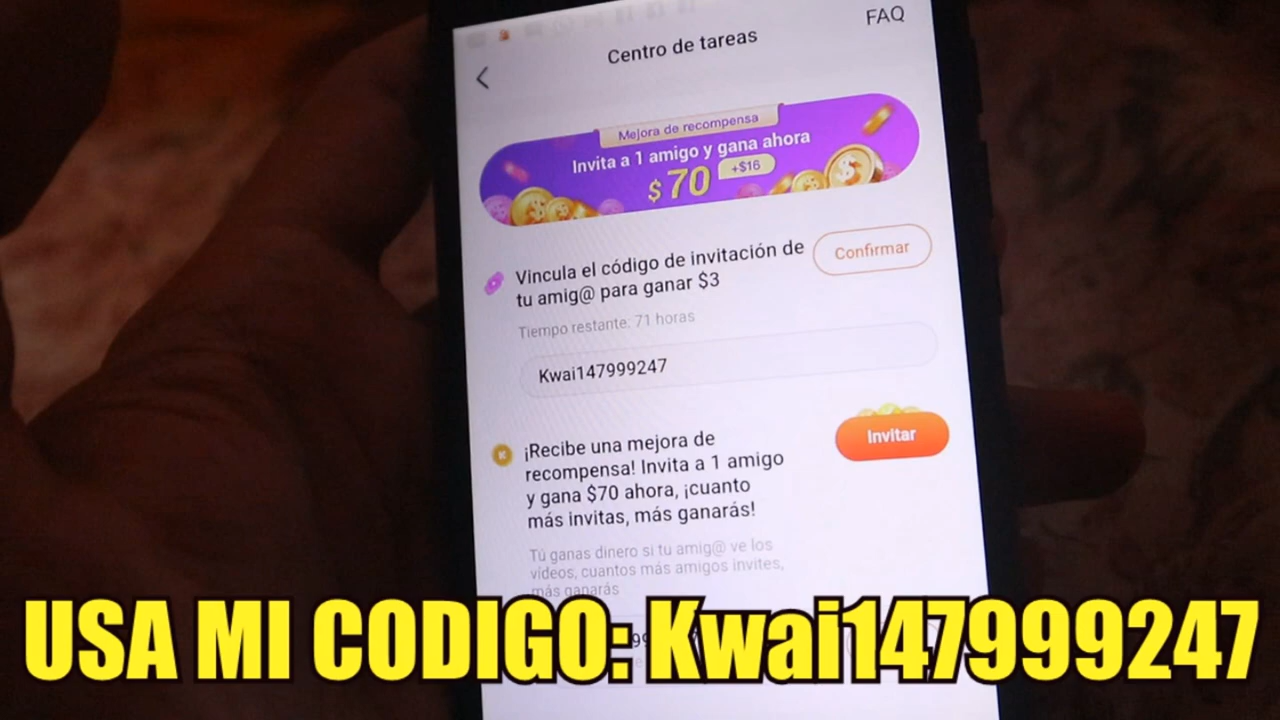 FAQ
Centro de tareas
Mejora de recompensa
Invita a 1 amigo y gana ahora
$70 +$16
Vincula el código de invitación de
tu amig@ para ganar $3
Confirmar
Tiempo restante: 71 horas
Kwai147999247
¡Recibe una mejora de
recompensa! Invita a 1 amigo
y gana $70 ahora, ¡cuanto
más invitas, más ganarás!
Invitar
Tú ganas dinero si tu amig@ ve los
vídeos, cuantos más amigos invites,
más ganarás
USA MI CODIGO: Kwai147999247